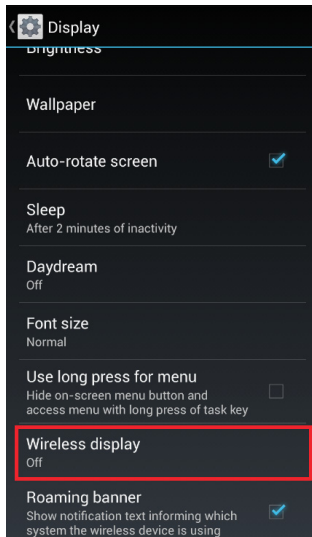 Display
Brightness
Wallpaper
Auto-rotate screen
Sleep
After 2 minutes of inactivity
Daydream
Off
Font size
Normal
Use long press for menu
Hide on-screen menu button and
access menu with long press of task key
Wireless display
Off
Roaming banner
Show notification text informing which
system the wireless device is using